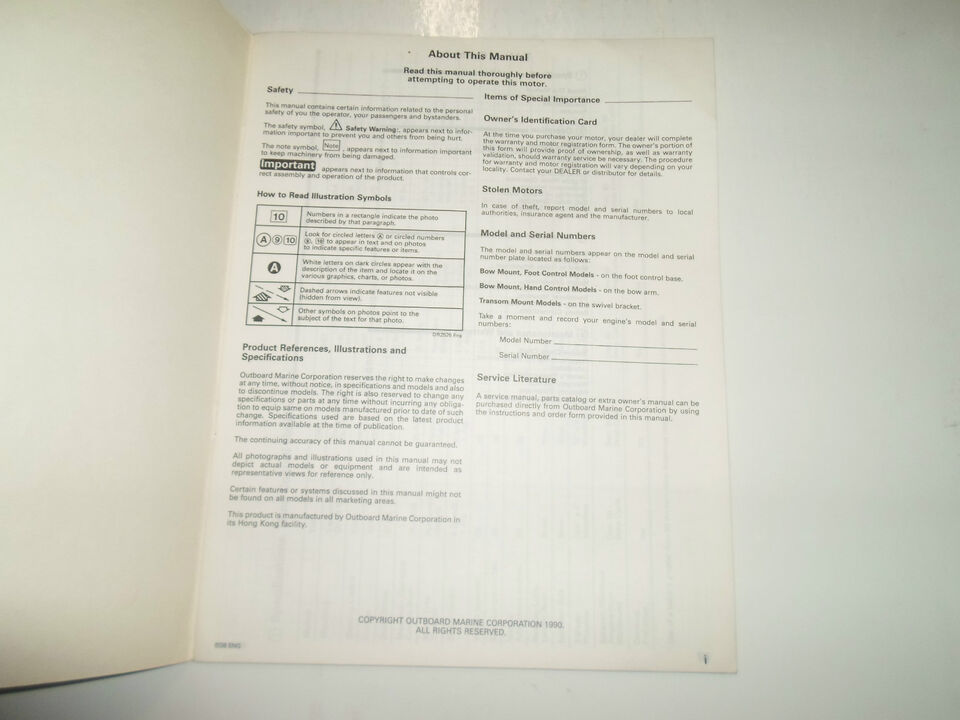 About This Manual
Read this manual thoroughly before
attempting to operate this motor.
Safety
This manual contains certain information related to the personal
safety of you the operator, your passengers and bystanders.
The safety symbol, Safety Warning:, appears next to infor-
mation important to prevent you and others from being hurt.
The note symbol, Note , appears next to information important
to keep machinery from being damaged.
Important appears next to information that controls cor-
rect assembly and operation of the product.
How to Read Illustration Symbols
10 Numbers in a rectangle indicate the photo
described by that paragraph.
A 9 10 Look for circled letters A or circled numbers
9, 10 to appear in text and on photos
to indicate specific features or items.
A White letters on dark circles appear with the
description of the item and locate it on the
various graphics, charts, or photos.
Dashed arrows indicate features not visible
(hidden from view).
Other symbols on photos point to the
subject of the text for that photo.
Product References, Illustrations and
Specifications
Outboard Marine Corporation reserves the right to make changes
at any time, without notice, in specifications and models and also
to discontinue models. The right is also reserved to change any
specifications or parts at any time without incurring any obliga-
tion to equip same on models manufactured prior to date of such
change. Specifications used are based on the latest product
information available at the time of publication.
The continuing accuracy of this manual cannot be guaranteed.
All photographs and illustrations used in this manual may not
depict actual models or equipment and are intended as
representative views for reference only.
Certain features or systems discussed in this manual might not
be found on all models in all marketing areas.
This product is manufactured by Outboard Marine Corporation in
its Hong Kong facility.
Items of Special Importance
Owner's Identification Card
At the time you purchase your motor, your dealer will complete
the warranty and motor registration form. The owner's portion of
this form will provide proof of ownership, as well as warranty
validation, should warranty service be necessary. The procedure
for warranty and motor registration will vary depending on your
locality. Contact your DEALER or distributor for details.
Stolen Motors
In case of theft, report model and serial numbers to local
authorities, insurance agent and the manufacturer.
Model and Serial Numbers
The model and serial numbers appear on the model and serial
number plate located as follows:
Bow Mount, Foot Control Models - on the foot control base.
Bow Mount, Hand Control Models - on the bow arm.
Transom Mount Models - on the swivel bracket.
Take a moment and record your engine's model and serial
numbers:
Model Number
Serial Number
Service Literature
A service manual, parts catalog or extra owner's manual can be
purchased directly from Outboard Marine Corporation by using
the instructions and order form provided in this manual.
COPYRIGHT OUTBOARD MARINE CORPORATION 1990.
ALL RIGHTS RESERVED.